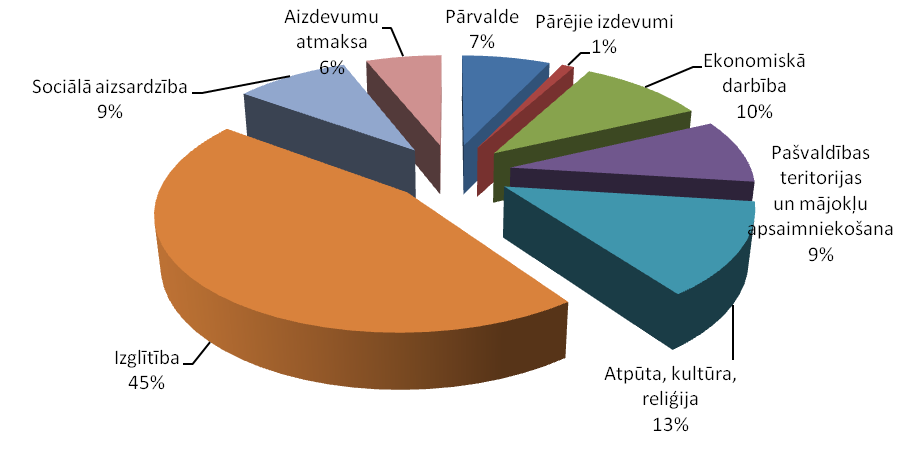 Aizdevumu
atmaksa
6%
Pārvalde
7%
Pārējie izdevumi
1%
Ekonomiskā
darbība
10%
Pašvaldības
teritorijas
un mājokļu
apsaimniekošana
9%
Atpūta, kultūra,
reliģija
13%
Izglītība
45%
Sociālā aizsardzība
9%